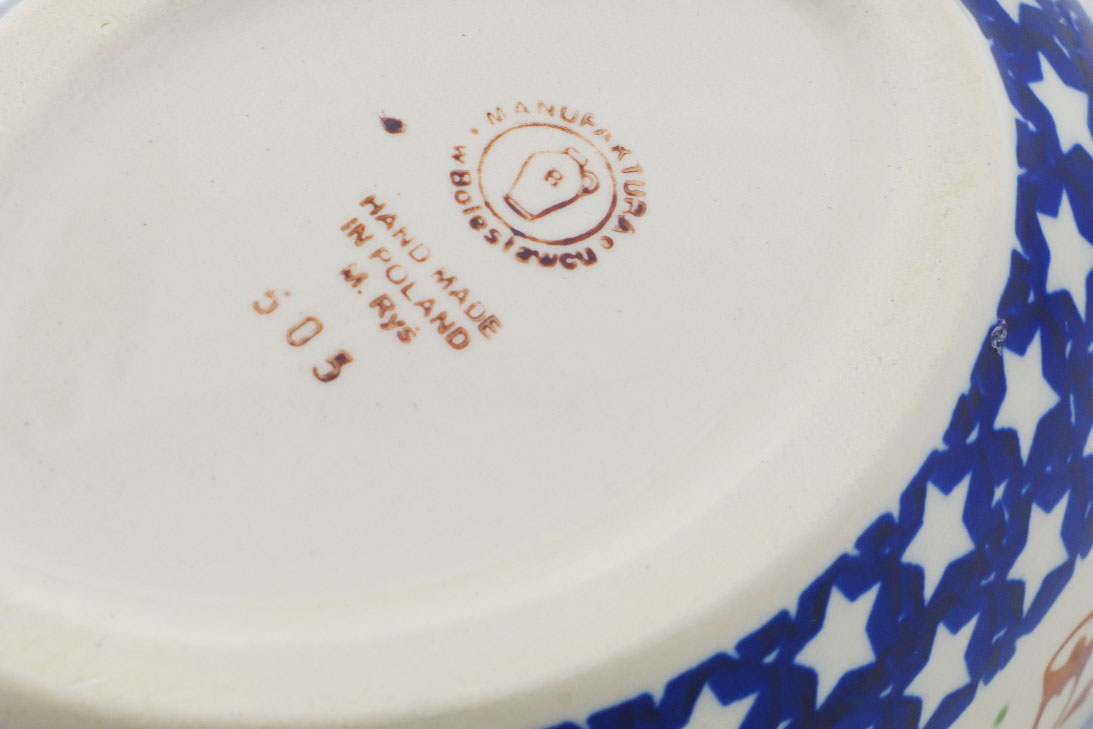 MANUFAKTURA
w Bolesławcu
B
HAND MADE
IN POLAND
M. Ryś
505